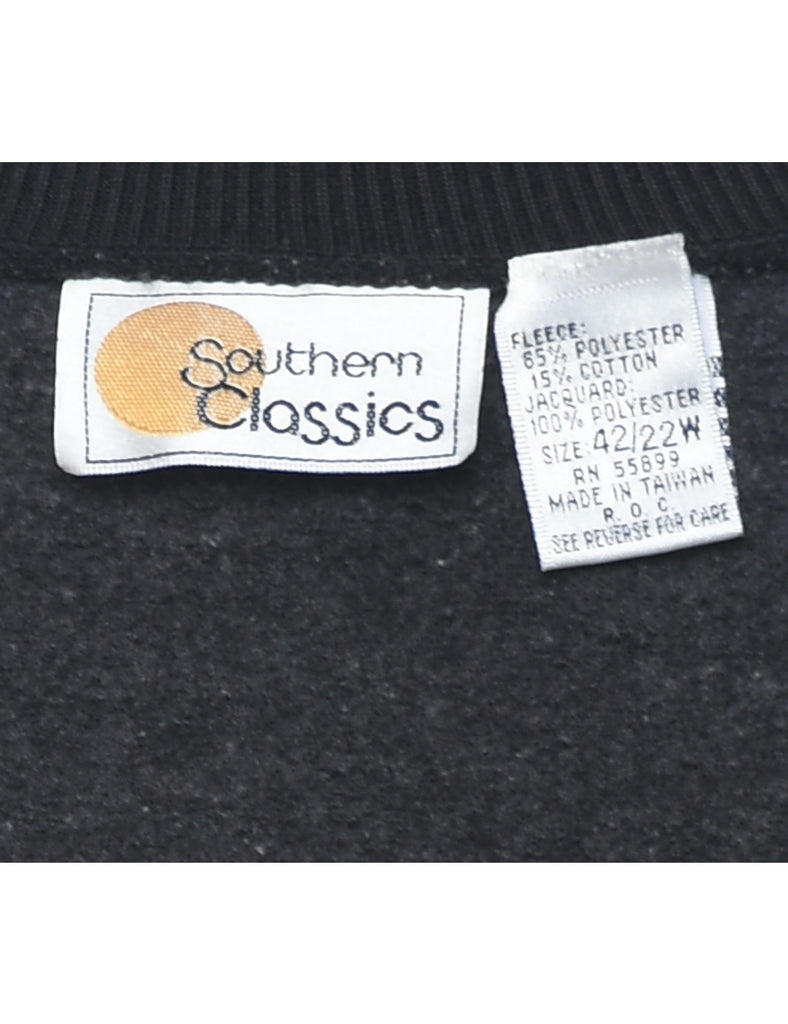 Southern
Classics
FLEECE:
85% POLYESTER
15% COTTON
JACQUARD:
100% POLYESTER
SIZE: 42/22W
RN 55899
MADE IN TAIWAN
R. O. C.
SEE REVERSE FOR CARE